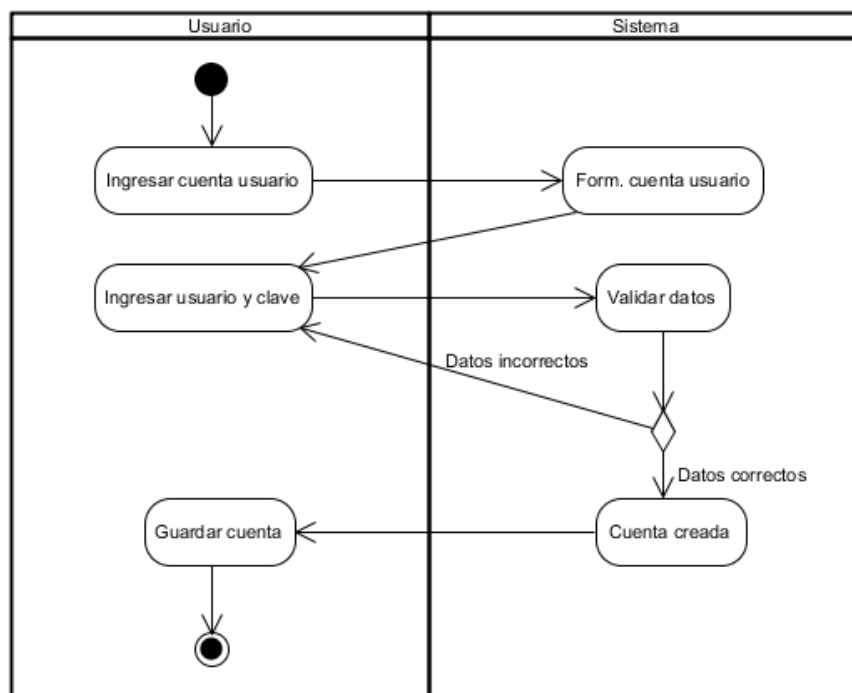 Usuario
Sistema
Ingresar cuenta usuario
Form. cuenta usuario
Ingresar usuario y clave
Validar datos
Datos incorrectos
Datos correctos
Guardar cuenta
Cuenta creada